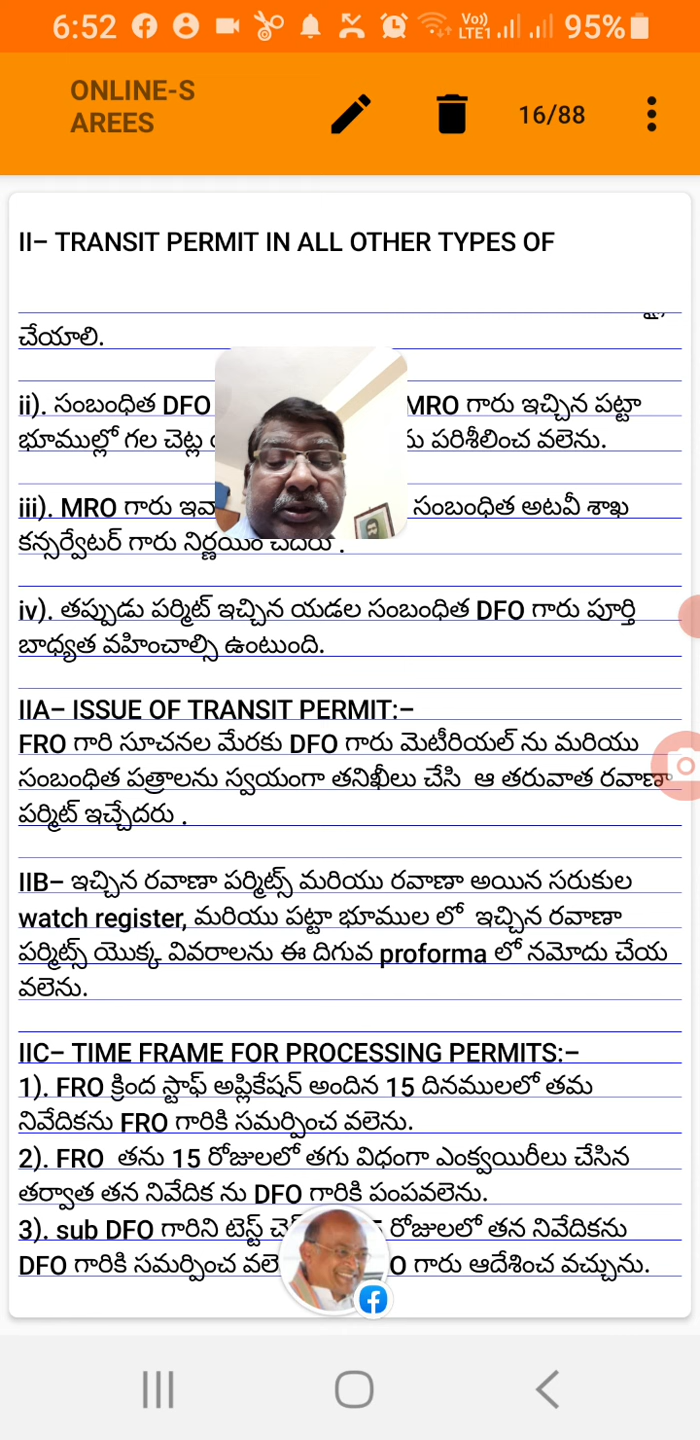 6:52
Vo))
LTE1
95%
ONLINE-S
AREES
16/88
II– TRANSIT PERMIT IN ALL OTHER TYPES OF
చేయాలి.
ii). సంబంధిత DFO MRO గారు ఇచ్చిన పట్టా
భూముల్లో గల చెట్ల పరిశీలించ వలెను.
iii). MRO గారు సంబంధిత అటవీ శాఖ
కన్సర్వేటర్ గారు నిర్ణయిం చెదరు .
iv). తప్పుడు పర్మిట్ ఇచ్చిన యడల సంబంధిత DFO గారు పూర్తి
బాధ్యత వహించాల్సి ఉంటుంది.
IIA– ISSUE OF TRANSIT PERMIT:–
FRO గారి సూచనల మేరకు DFO గారు మెటీరియల్ ను మరియు
సంబంధిత పత్రాలను స్వయంగా తనిఖీలు చేసి ఆ తరువాత రవాణా
పర్మిట్ ఇచ్చేదరు .
IIB– ఇచ్చిన రవాణా పర్మిట్స్ మరియు రవాణా అయిన సరుకుల
watch register, మరియు పట్టా భూముల లో ఇచ్చిన రవాణా
పర్మిట్స్ యొక్క వివరాలను ఈ దిగువ proforma లో నమోదు చేయ
వలెను.
IIC– TIME FRAME FOR PROCESSING PERMITS:–
1). FRO క్రింద స్టాఫ్ అప్లికేషన్ అందిన 15 దినములలో తమ
నివేదికను FRO గారికి సమర్పించ వలెను.
2). FRO తను 15 రోజులలో తగు విధంగా ఎంక్వయిరీలు చేసిన
తర్వాత తన నివేదిక ను DFO గారికి పంపవలెను.
3). sub DFO గారిని టెస్ట్ రోజులలో తన నివేదికను
DFO గారికి సమర్పించ గారు ఆదేశించ వచ్చును.